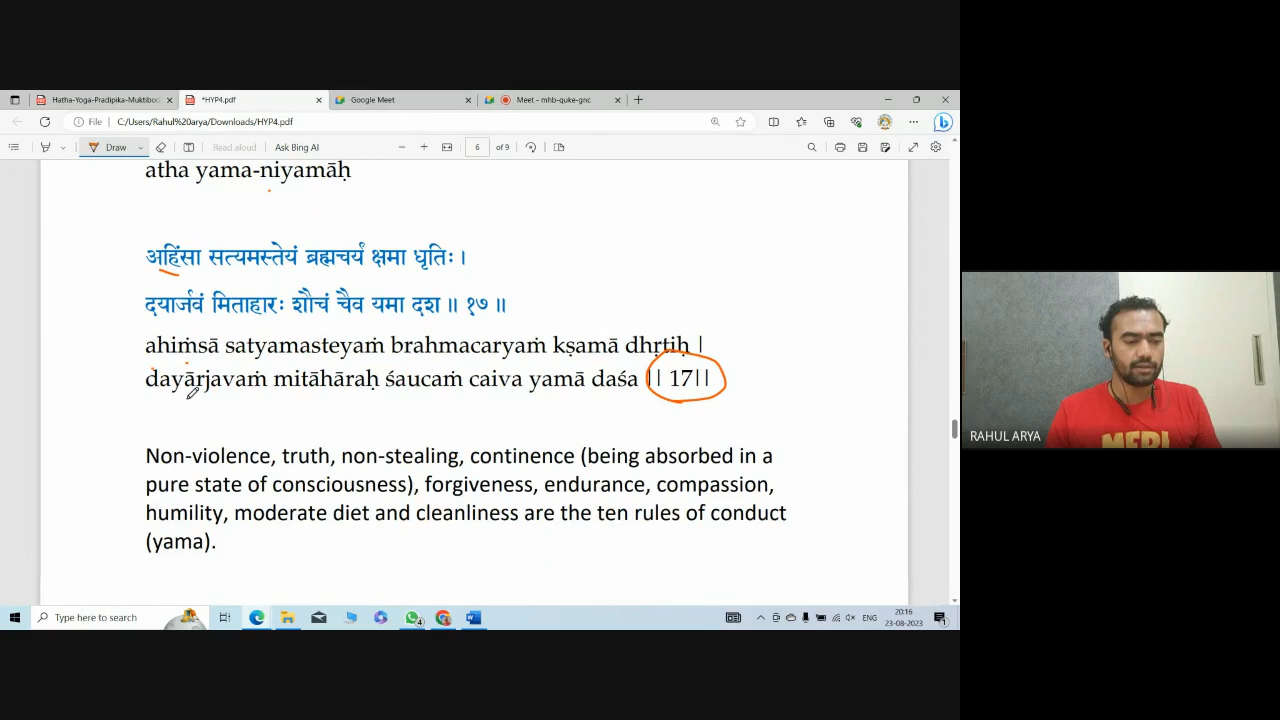 Hatha-Yoga-Pradipika-Muktibod
*HYP4.pdf
Google Meet
Meet - mhb-quke-gnc
File
C:/Users/Rahul%20arya/Downloads/HYP4.pdf
Draw
Read aloud
Ask Bing AI
6
of 9
atha yama-niyamāḥ
अहिंसा सत्यमस्तेयं ब्रह्मचर्यं क्षमा धृतिः।
दयार्जवं मिताहारः शौचं चैव यमा दश॥ १७॥
ahiṁsā satyamasteyaṁ brahmacaryaṁ kṣamā dhṛtiḥ |
dayārjavaṁ mitāhāraḥ śaucaṁ caiva yamā daśa || 17||
Non-violence, truth, non-stealing, continence (being absorbed in a
pure state of consciousness), forgiveness, endurance, compassion,
humility, moderate diet and cleanliness are the ten rules of conduct
(yama).
RAHUL ARYA
Type here to search
4
ENG
20:16
23-08-2023
1